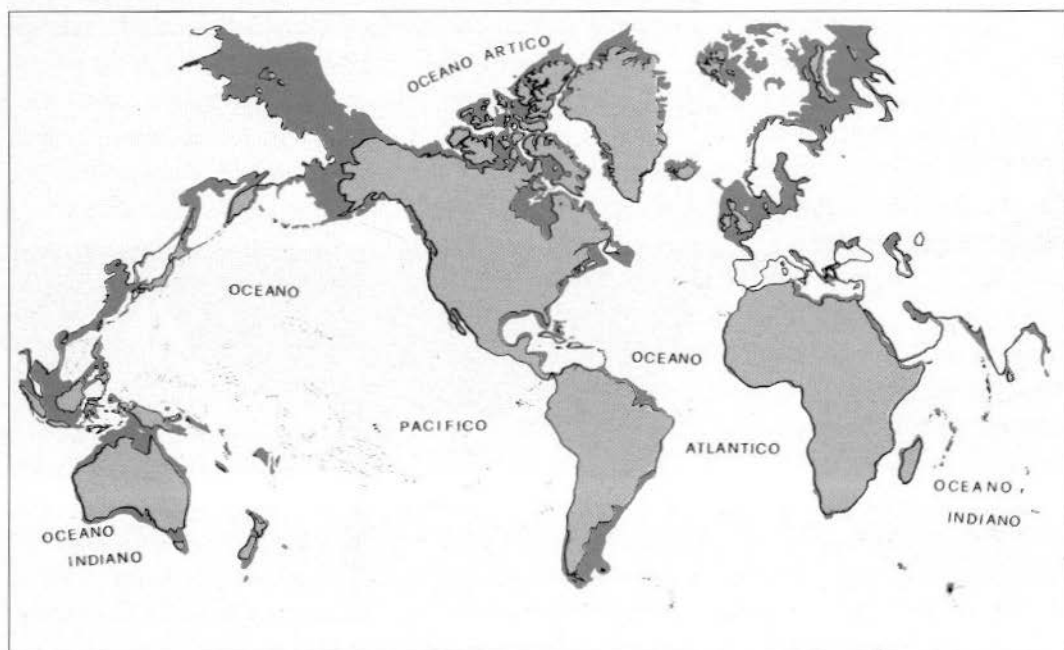 OCEANO ARTICO
OCEANO
PACIFICO
OCEANO
ATLANTICO
OCEANO
INDIANO
OCEANO
INDIANO